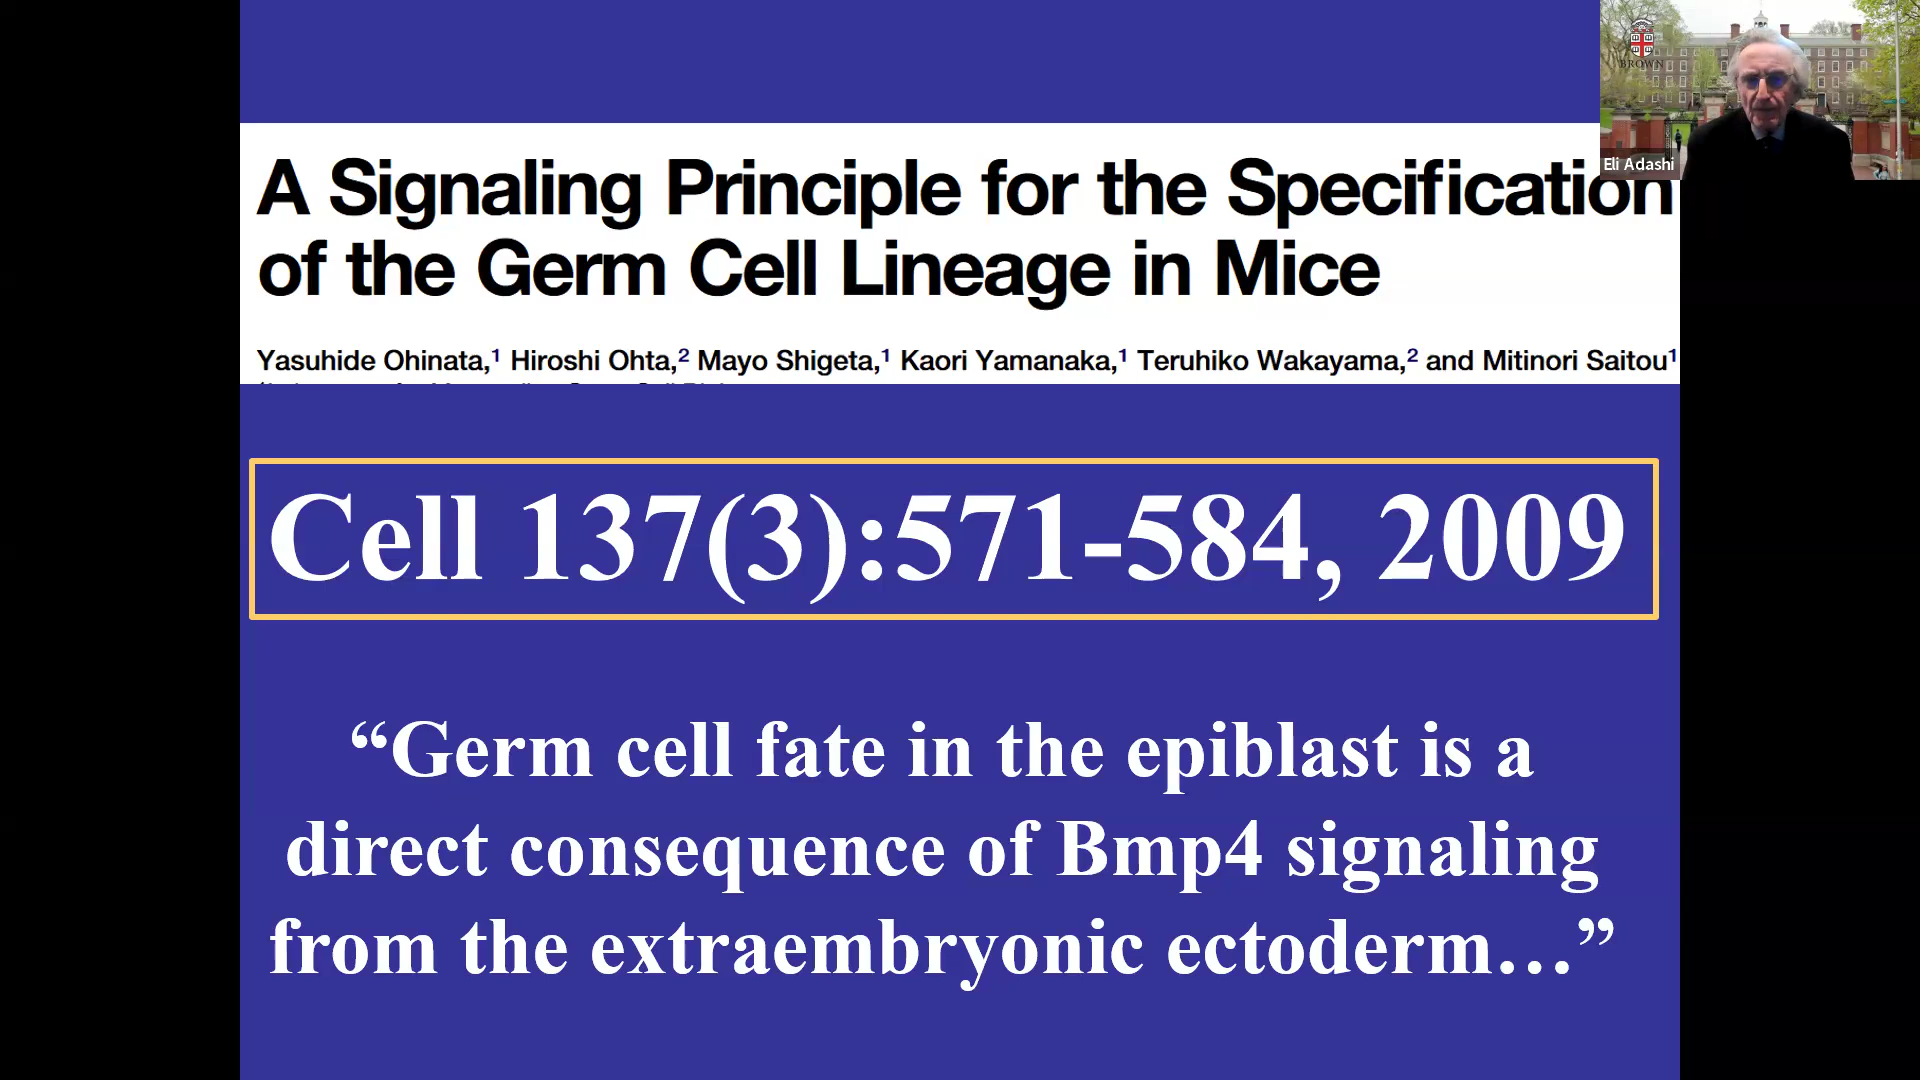 BROWN
Eli Adashi
A Signaling Principle for the Specification
of the Germ Cell Lineage in Mice
Yasuhide Ohinata,1 Hiroshi Ohta,2 Mayo Shigeta,1 Kaori Yamanaka,1 Teruhiko Wakayama,2 and Mitinori Saitou1
Cell 137(3):571-584, 2009
“Germ cell fate in the epiblast is a
direct consequence of Bmp4 signaling
from the extraembryonic ectoderm…”